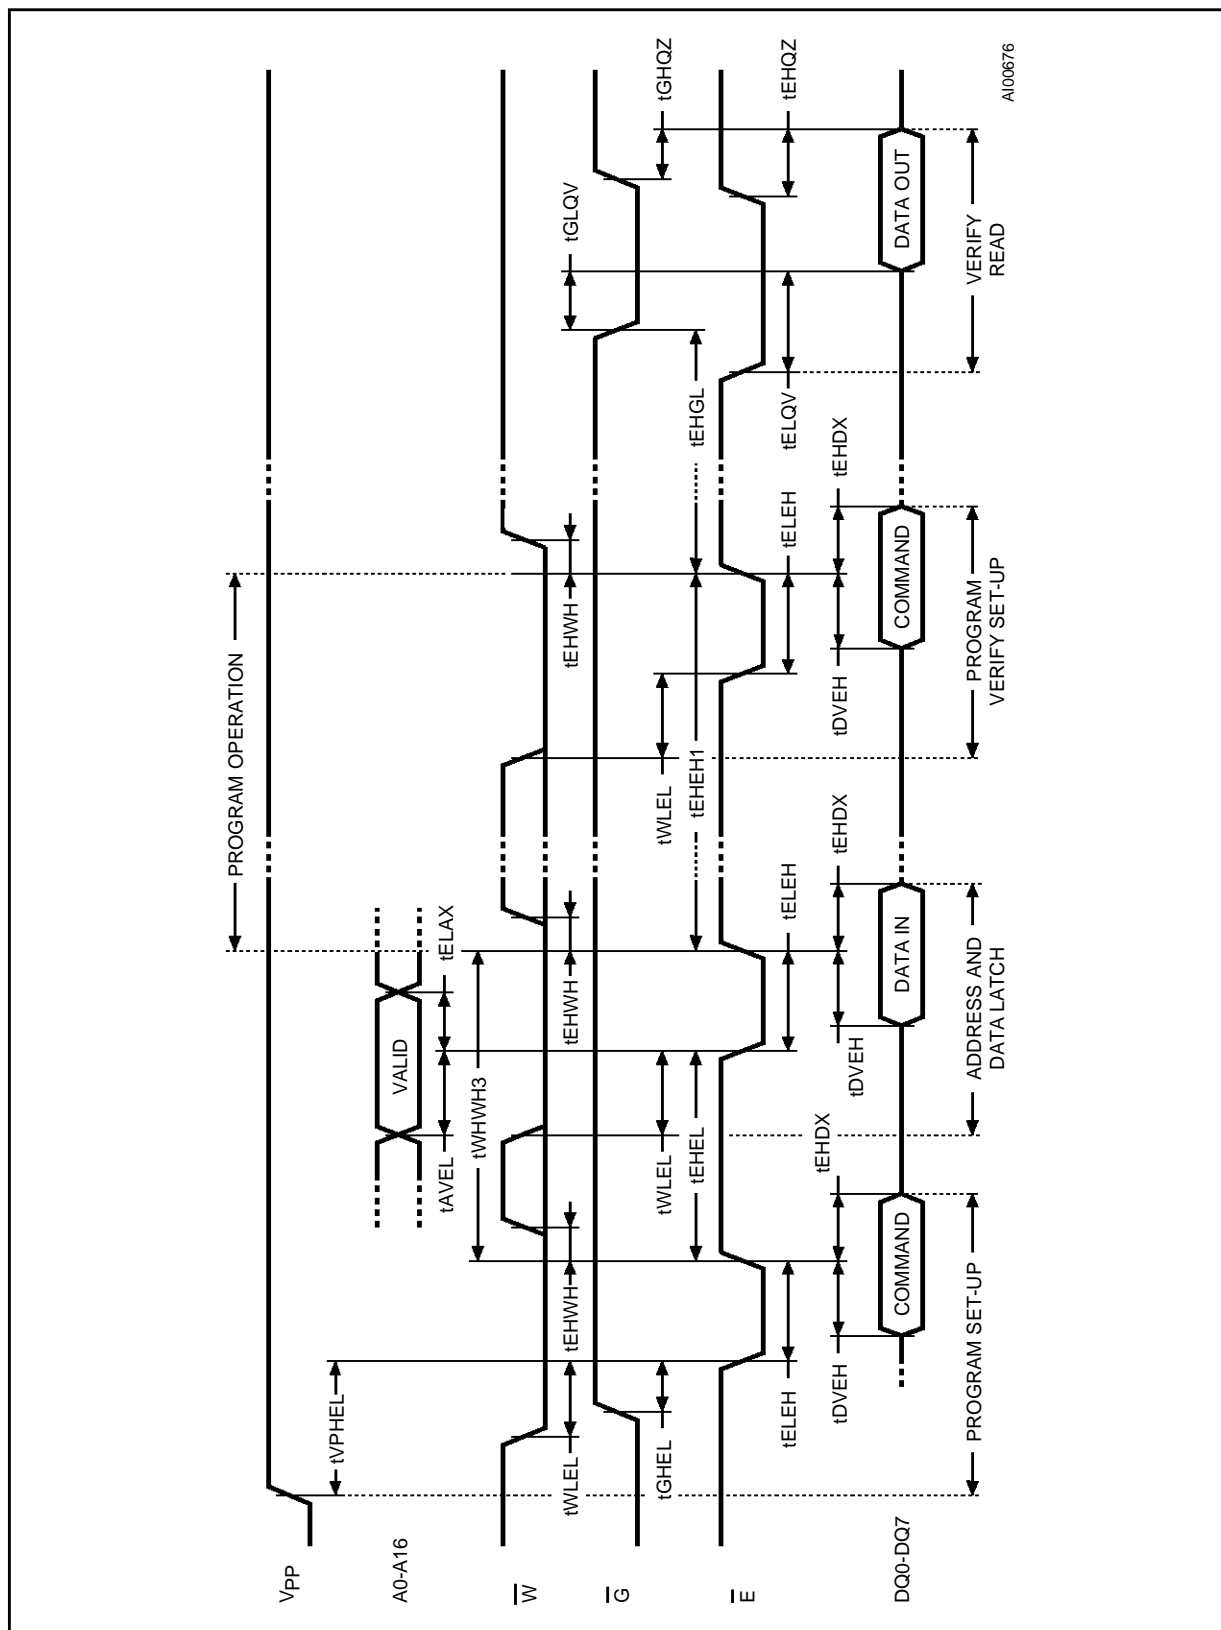 VPP
A0-A16
W
G
E
DQ0-DQ7
PROGRAM OPERATION
tVPHEL
VALID
tAVEL
tELAX
tWHWH3
tWLEL
tEHWH
tEHWH
tEHWH
tGLQV
tGHEL
tWLEL
tWLEL
tGHQZ
tEHEL
tEHEH1
tEHGL
tELEH
tELEH
tELEH
tELQV
tEHQZ
tDVEH
tEHDX
tDVEH
tEHDX
tDVEH
tEHDX
COMMAND
DATA IN
COMMAND
DATA OUT
PROGRAM SET-UP
ADDRESS AND
DATA LATCH
PROGRAM
VERIFY SET-UP
VERIFY
READ
AI00676